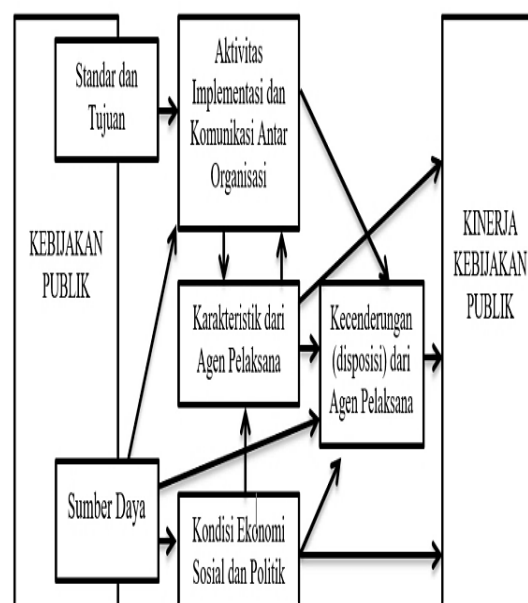 Standar dan
Tujuan
Aktivitas
Implementasi dan
Komunikasi Antar
Organisasi
KEBIJAKAN
PUBLIK
KINERJA
KEBIJAKAN
PUBLIK
Karakteristik dari
Agen Pelaksana
Kecenderungan
(disposisi) dari
Agen Pelaksana
Sumber Daya
Kondisi Ekonomi
Sosial dan Politik